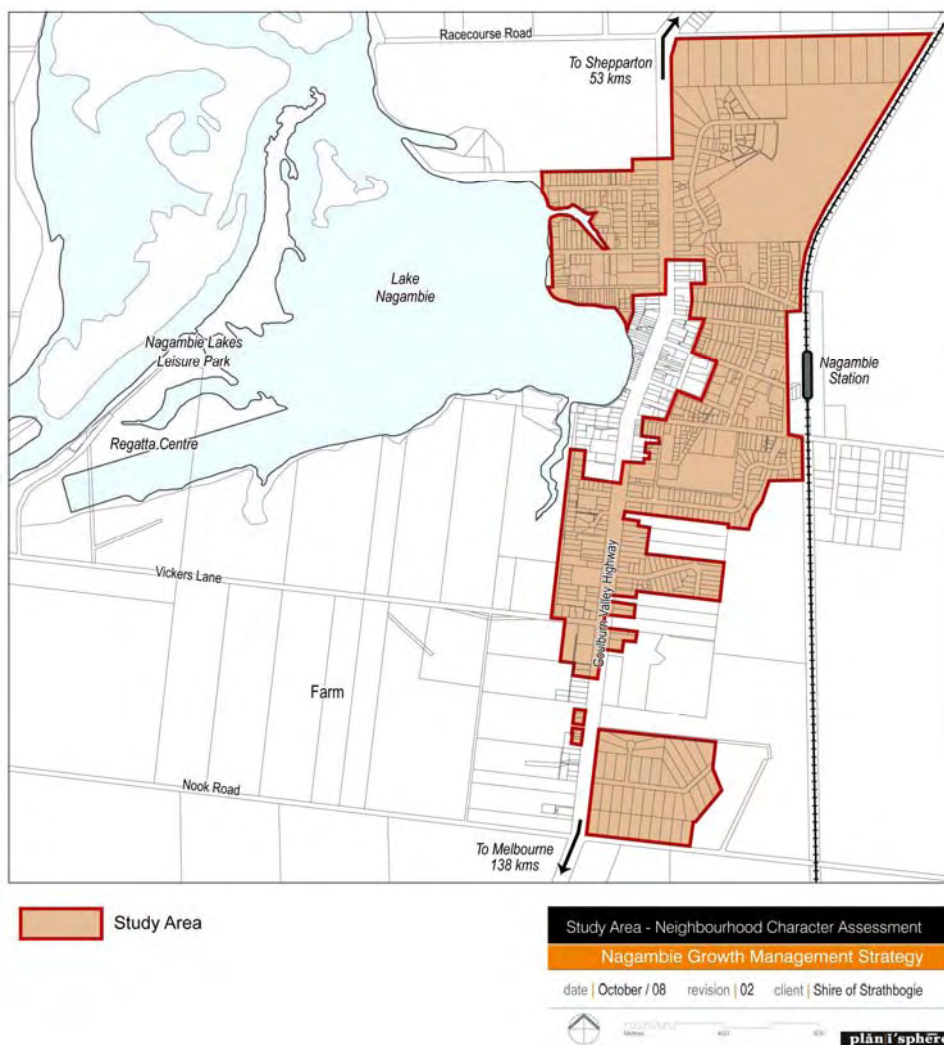 Racecourse Road
To Shepparton
53 kms
Lake
Nagambie
Nagambie Lakes
Leisure Park
Nagambie
Station
Regatta Centre
Goulburn Valley Highway
Vickers Lane
Farm
Nook Road
To Melbourne
138 kms
Study Area
Study Area - Neighbourhood Character Assessment
Nagambie Growth Management Strategy
date | October / 08 revision | 02 client | Shire of Strathbogie
Metres 400
plan i'sphere